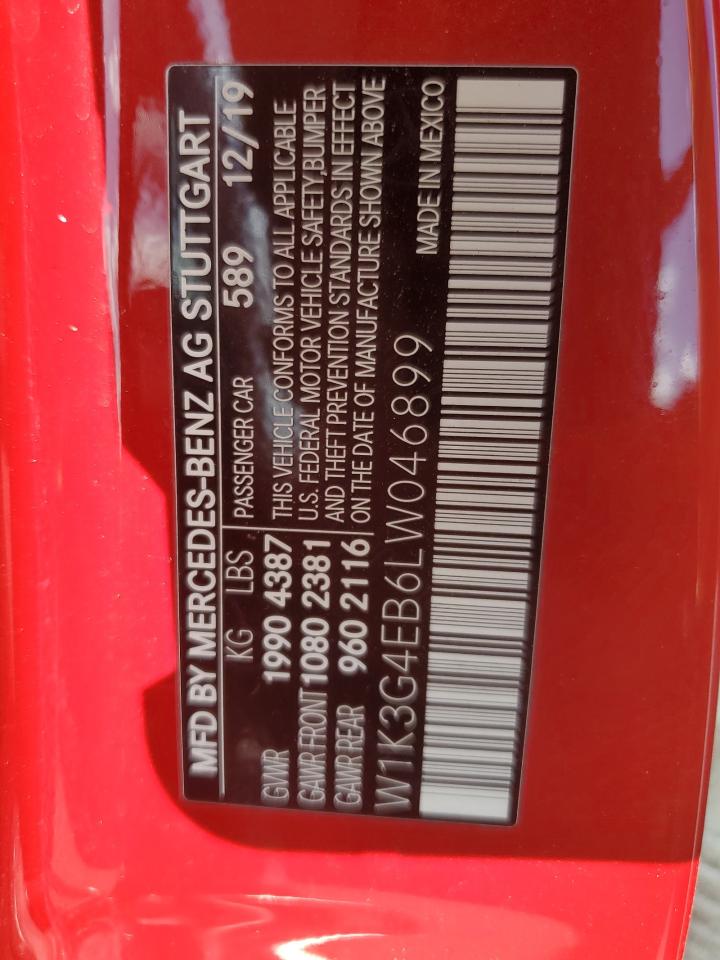 MFD BY MERCEDES-BENZ AG STUTTGART
KG LBS PASSENGER CAR 589 12/19
GVWR 1990 4387 THIS VEHICLE CONFORMS TO ALL APPLICABLE
GAWR FRONT 1080 2381 U.S. FEDERAL MOTOR VEHICLE SAFETY,BUMPER
GAWR REAR 960 2116 AND THEFT PREVENTION STANDARDS IN EFFECT
ON THE DATE OF MANUFACTURE SHOWN ABOVE
W1K3G4EB6LW046899 MADE IN MEXICO